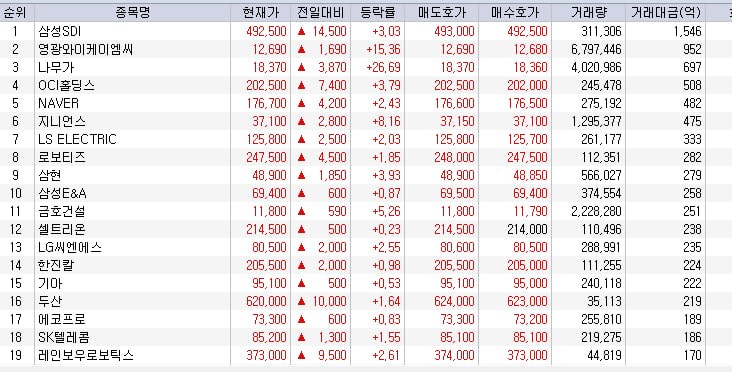 순위 종목명 현재가 전일대비 등락률 매도호가 매수호가 거래량 거래대금(억)
1 삼성SDI 492,500 ▲ 14,500 +3,03 493,000 492,500 311,306 1,546
2 영광와이케이엠씨 12,690 ▲ 1,690 +15,36 12,690 12,680 6,797,446 952
3 나무가 18,370 ▲ 3,870 +26,69 18,370 18,360 4,020,986 697
4 OCI홀딩스 202,500 ▲ 7,400 +3,79 202,500 202,000 245,478 508
5 NAVER 176,700 ▲ 4,200 +2,43 176,600 176,500 275,192 482
6 지니언스 37,100 ▲ 2,800 +8,16 37,150 37,100 1,295,377 475
7 LS ELECTRIC 125,800 ▲ 2,500 +2,03 125,800 125,700 261,177 333
8 로보티즈 247,500 ▲ 4,500 +1,85 248,000 247,500 112,351 282
9 삼현 48,900 ▲ 1,850 +3,93 48,900 48,850 566,027 279
10 삼성E&A 69,400 ▲ 600 +0,87 69,500 69,400 374,554 258
11 금호건설 11,800 ▲ 590 +5,26 11,800 11,790 2,228,280 251
12 셀트리온 214,500 ▲ 500 +0,23 214,500 214,000 110,496 238
13 LG씨엔에스 80,500 ▲ 2,000 +2,55 80,600 80,500 288,991 235
14 한진칼 205,500 ▲ 2,000 +0,98 205,500 205,000 111,255 224
15 기아 95,100 ▲ 500 +0,53 95,100 95,000 240,118 222
16 두산 620,000 ▲ 10,000 +1,64 624,000 623,000 35,113 219
17 에코프로 73,300 ▲ 600 +0,83 73,300 73,200 255,810 189
18 SK텔레콤 85,200 ▲ 1,300 +1,55 85,100 85,100 219,275 186
19 레인보우로보틱스 373,000 ▲ 9,500 +2,61 374,000 373,000 44,819 170